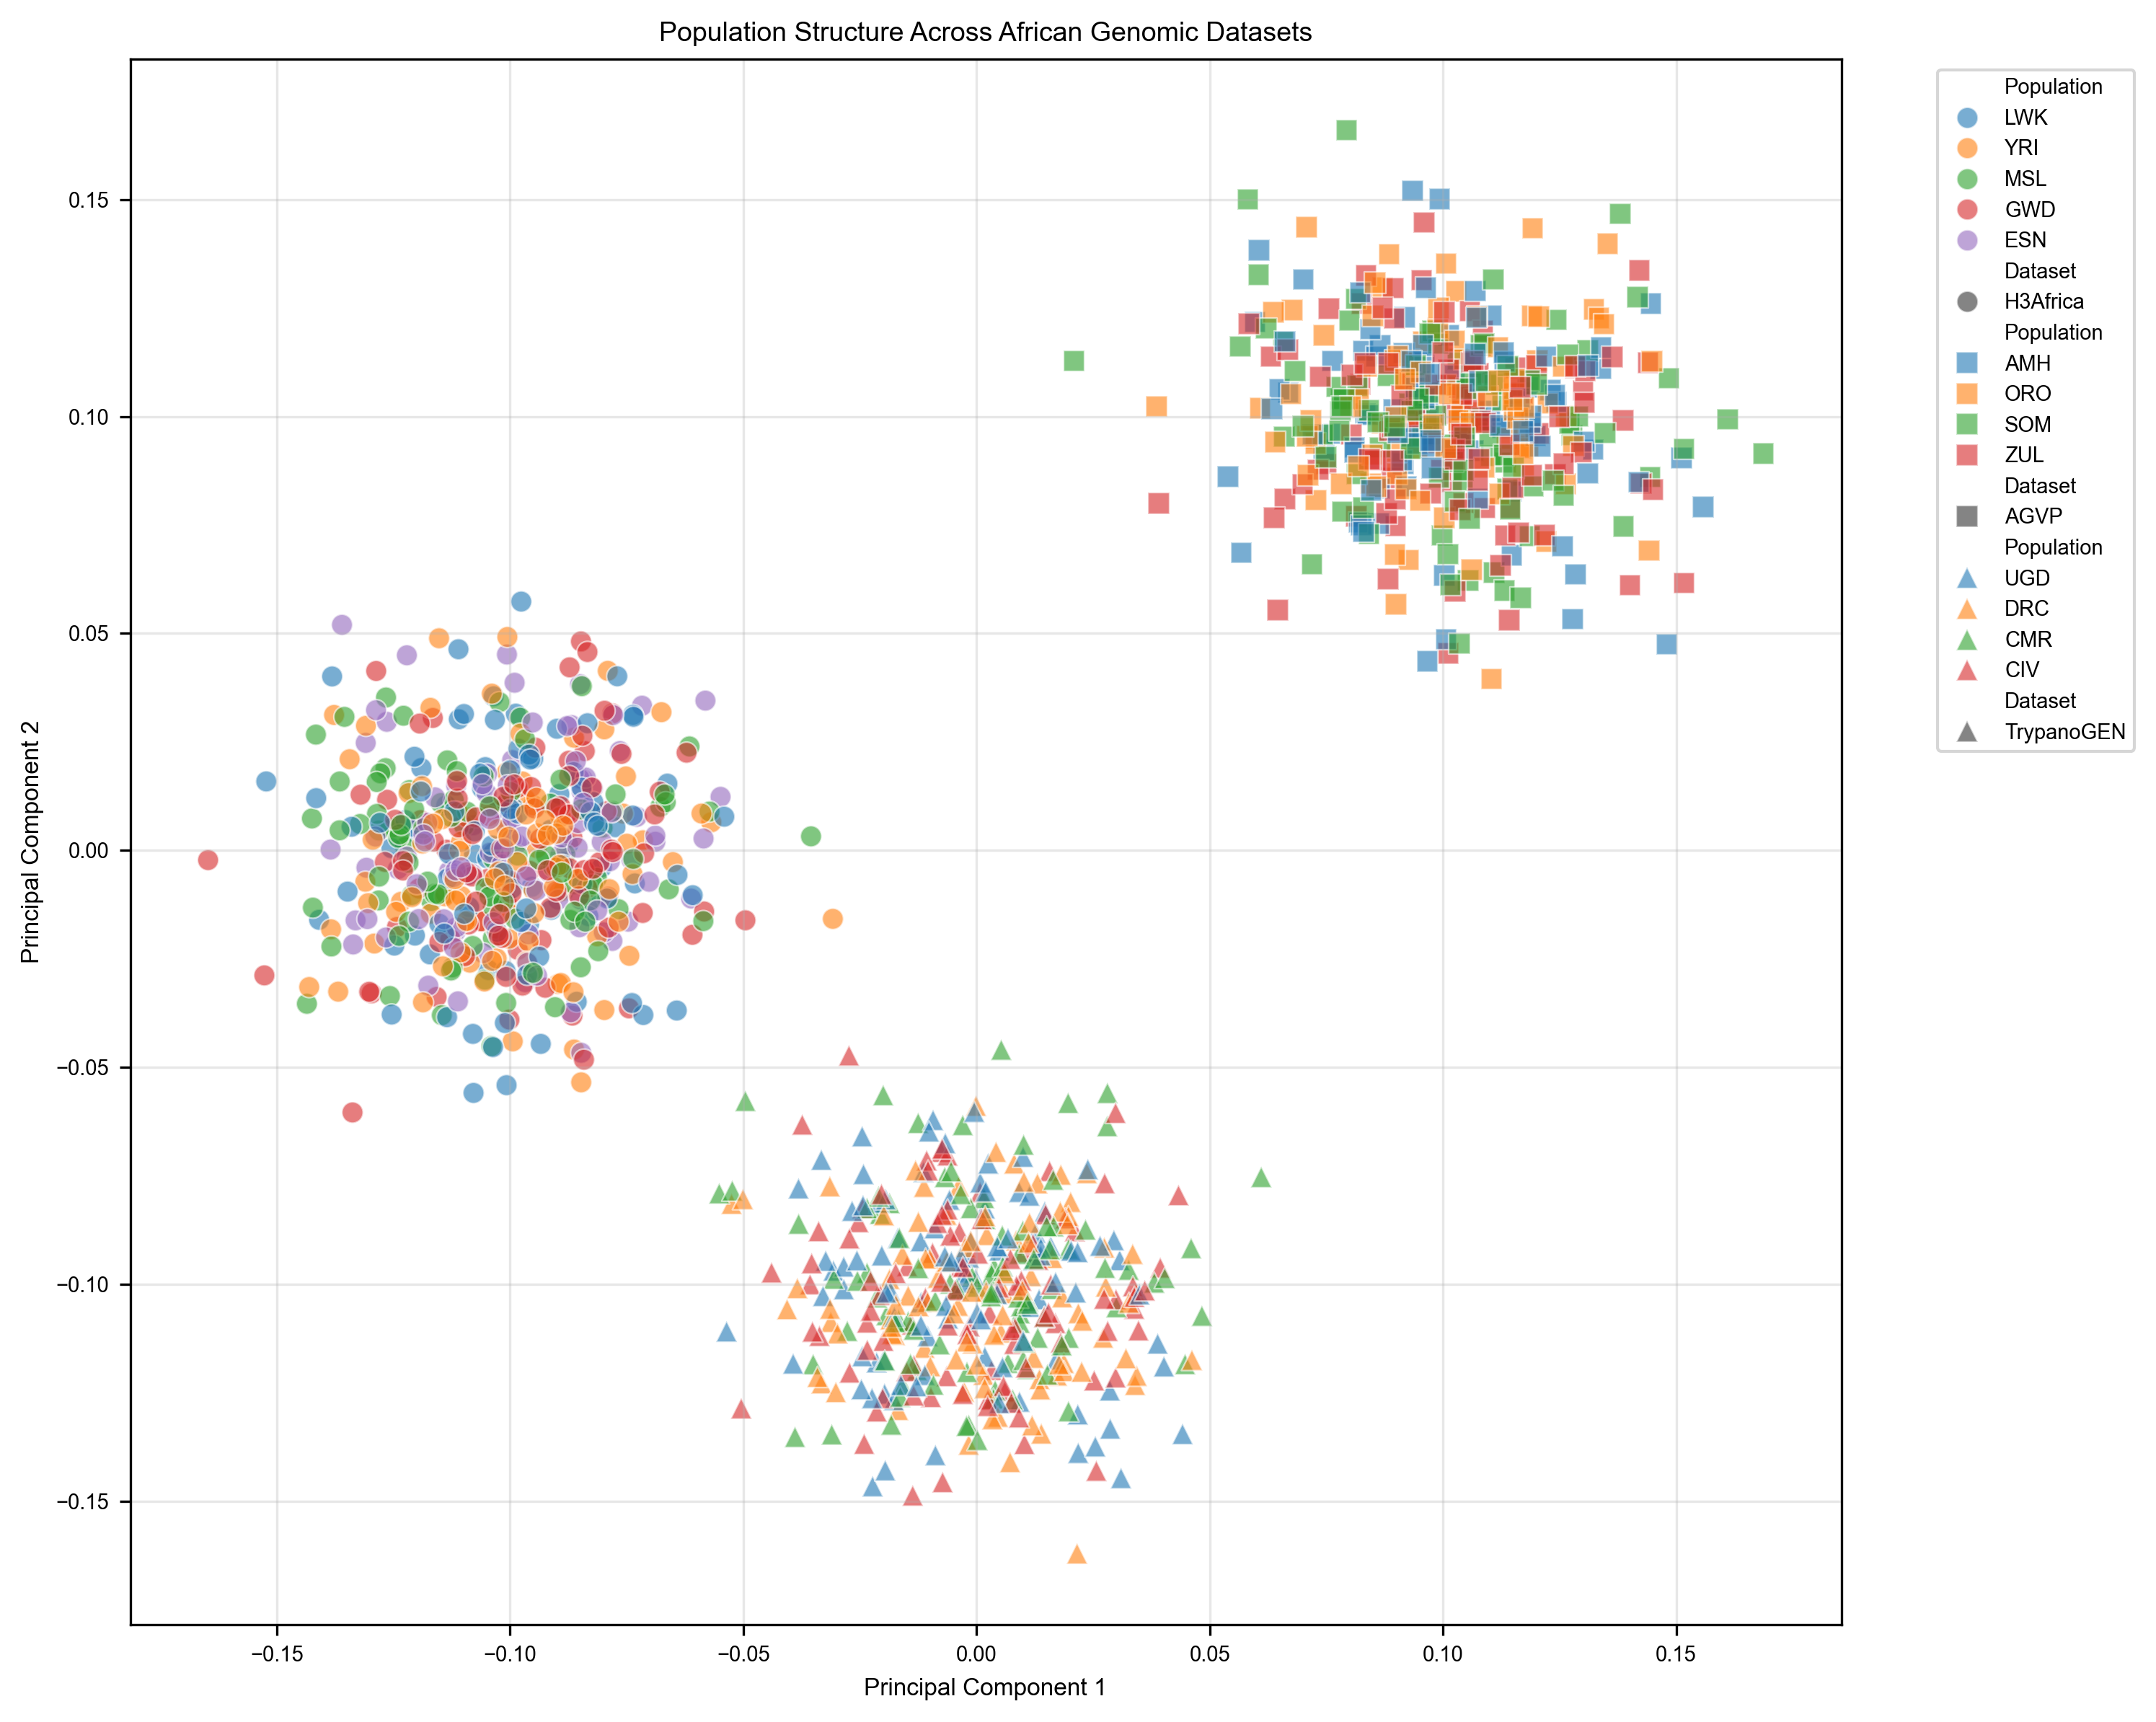 Population Structure Across African Genomic Datasets
Population
LWK
YRI
MSL
GWD
ESN
Dataset
H3Africa
Population
AMH
ORO
SOM
ZUL
Dataset
AGVP
Population
UGD
DRC
CMR
CIV
Dataset
TrypanoGEN
Principal Component 2
0.15
0.10
0.05
0.00
−0.05
−0.10
−0.15
−0.15 −0.10 −0.05 0.00 0.05 0.10 0.15
Principal Component 1